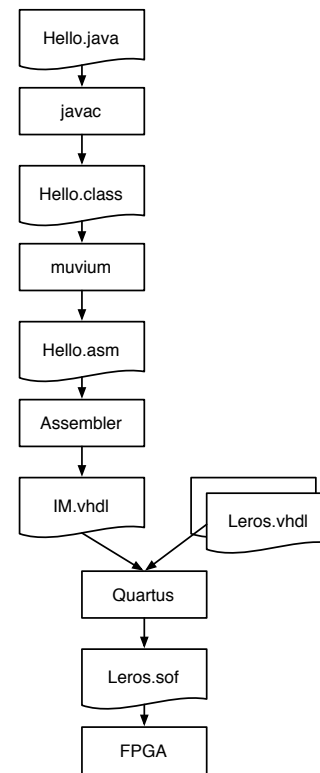 Hello.java
javac
Hello.class
muvium
Hello.asm
Assembler
IM.vhdl
Leros.vhdl
Quartus
Leros.sof
FPGA